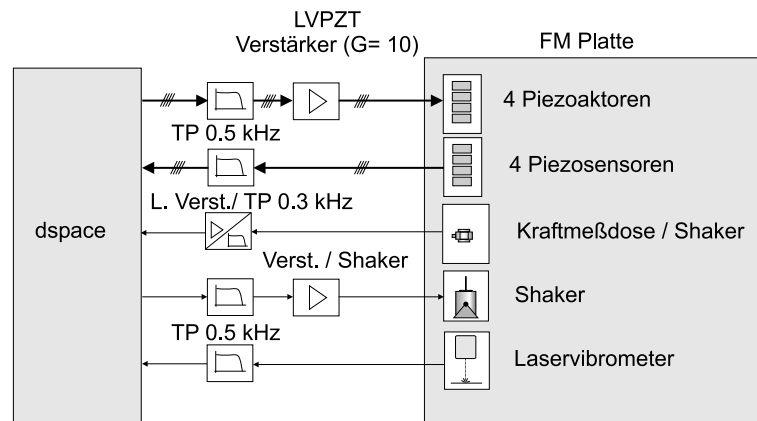 LVPZT
Verstärker (G= 10)
FM Platte
4 Piezoaktoren
TP 0.5 kHz
4 Piezosensoren
L. Verst./ TP 0.3 kHz
dspace
Kraftmeßdose / Shaker
Verst. / Shaker
Shaker
TP 0.5 kHz
Laservibrometer